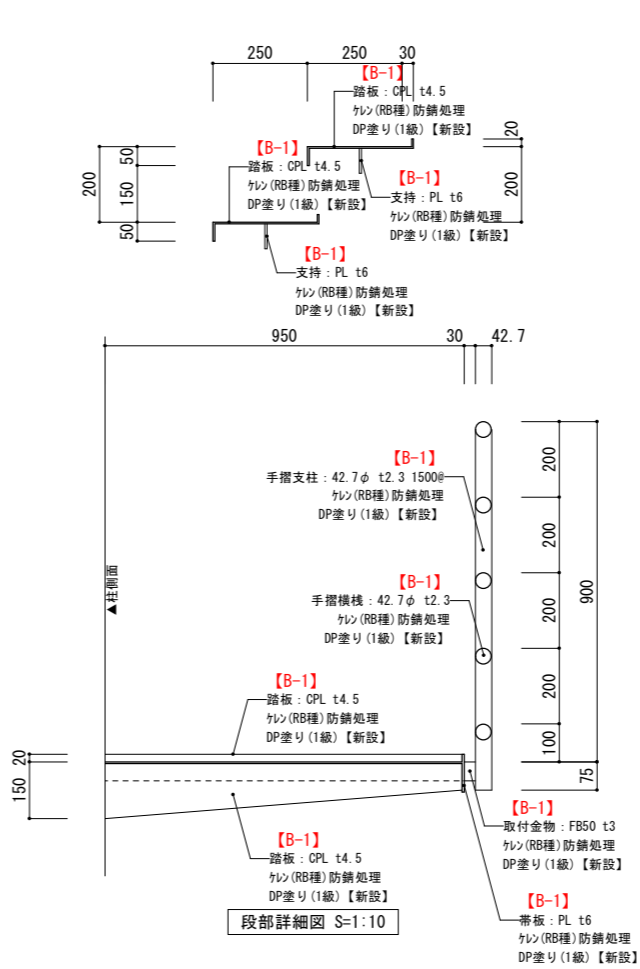 250
250
30
【B-1】
踏板：CPL t4.5
ｹﾚﾝ(RB種)防錆処理
DP塗り(1級)【新設】
20
200
【B-1】
踏板：CPL t4.5
ｹﾚﾝ(RB種)防錆処理
DP塗り(1級)【新設】
200
50
150
50
【B-1】
支持：PL t6
ｹﾚﾝ(RB種)防錆処理
DP塗り(1級)【新設】
【B-1】
支持：PL t6
ｹﾚﾝ(RB種)防錆処理
DP塗り(1級)【新設】
950
30
42.7
【B-1】
手摺支柱：42.7φ t2.3 1500@
ｹﾚﾝ(RB種)防錆処理
DP塗り(1級)【新設】
【B-1】
手摺横桟：42.7φ t2.3
ｹﾚﾝ(RB種)防錆処理
DP塗り(1級)【新設】
200
200
200
200
100
900
75
▲柱側面
【B-1】
踏板：CPL t4.5
ｹﾚﾝ(RB種)防錆処理
DP塗り(1級)【新設】
20
150
【B-1】
踏板：CPL t4.5
ｹﾚﾝ(RB種)防錆処理
DP塗り(1級)【新設】
【B-1】
取付金物：FB50 t3
ｹﾚﾝ(RB種)防錆処理
DP塗り(1級)【新設】
【B-1】
帯板：PL t6
ｹﾚﾝ(RB種)防錆処理
DP塗り(1級)【新設】
段部詳細図 S=1:10